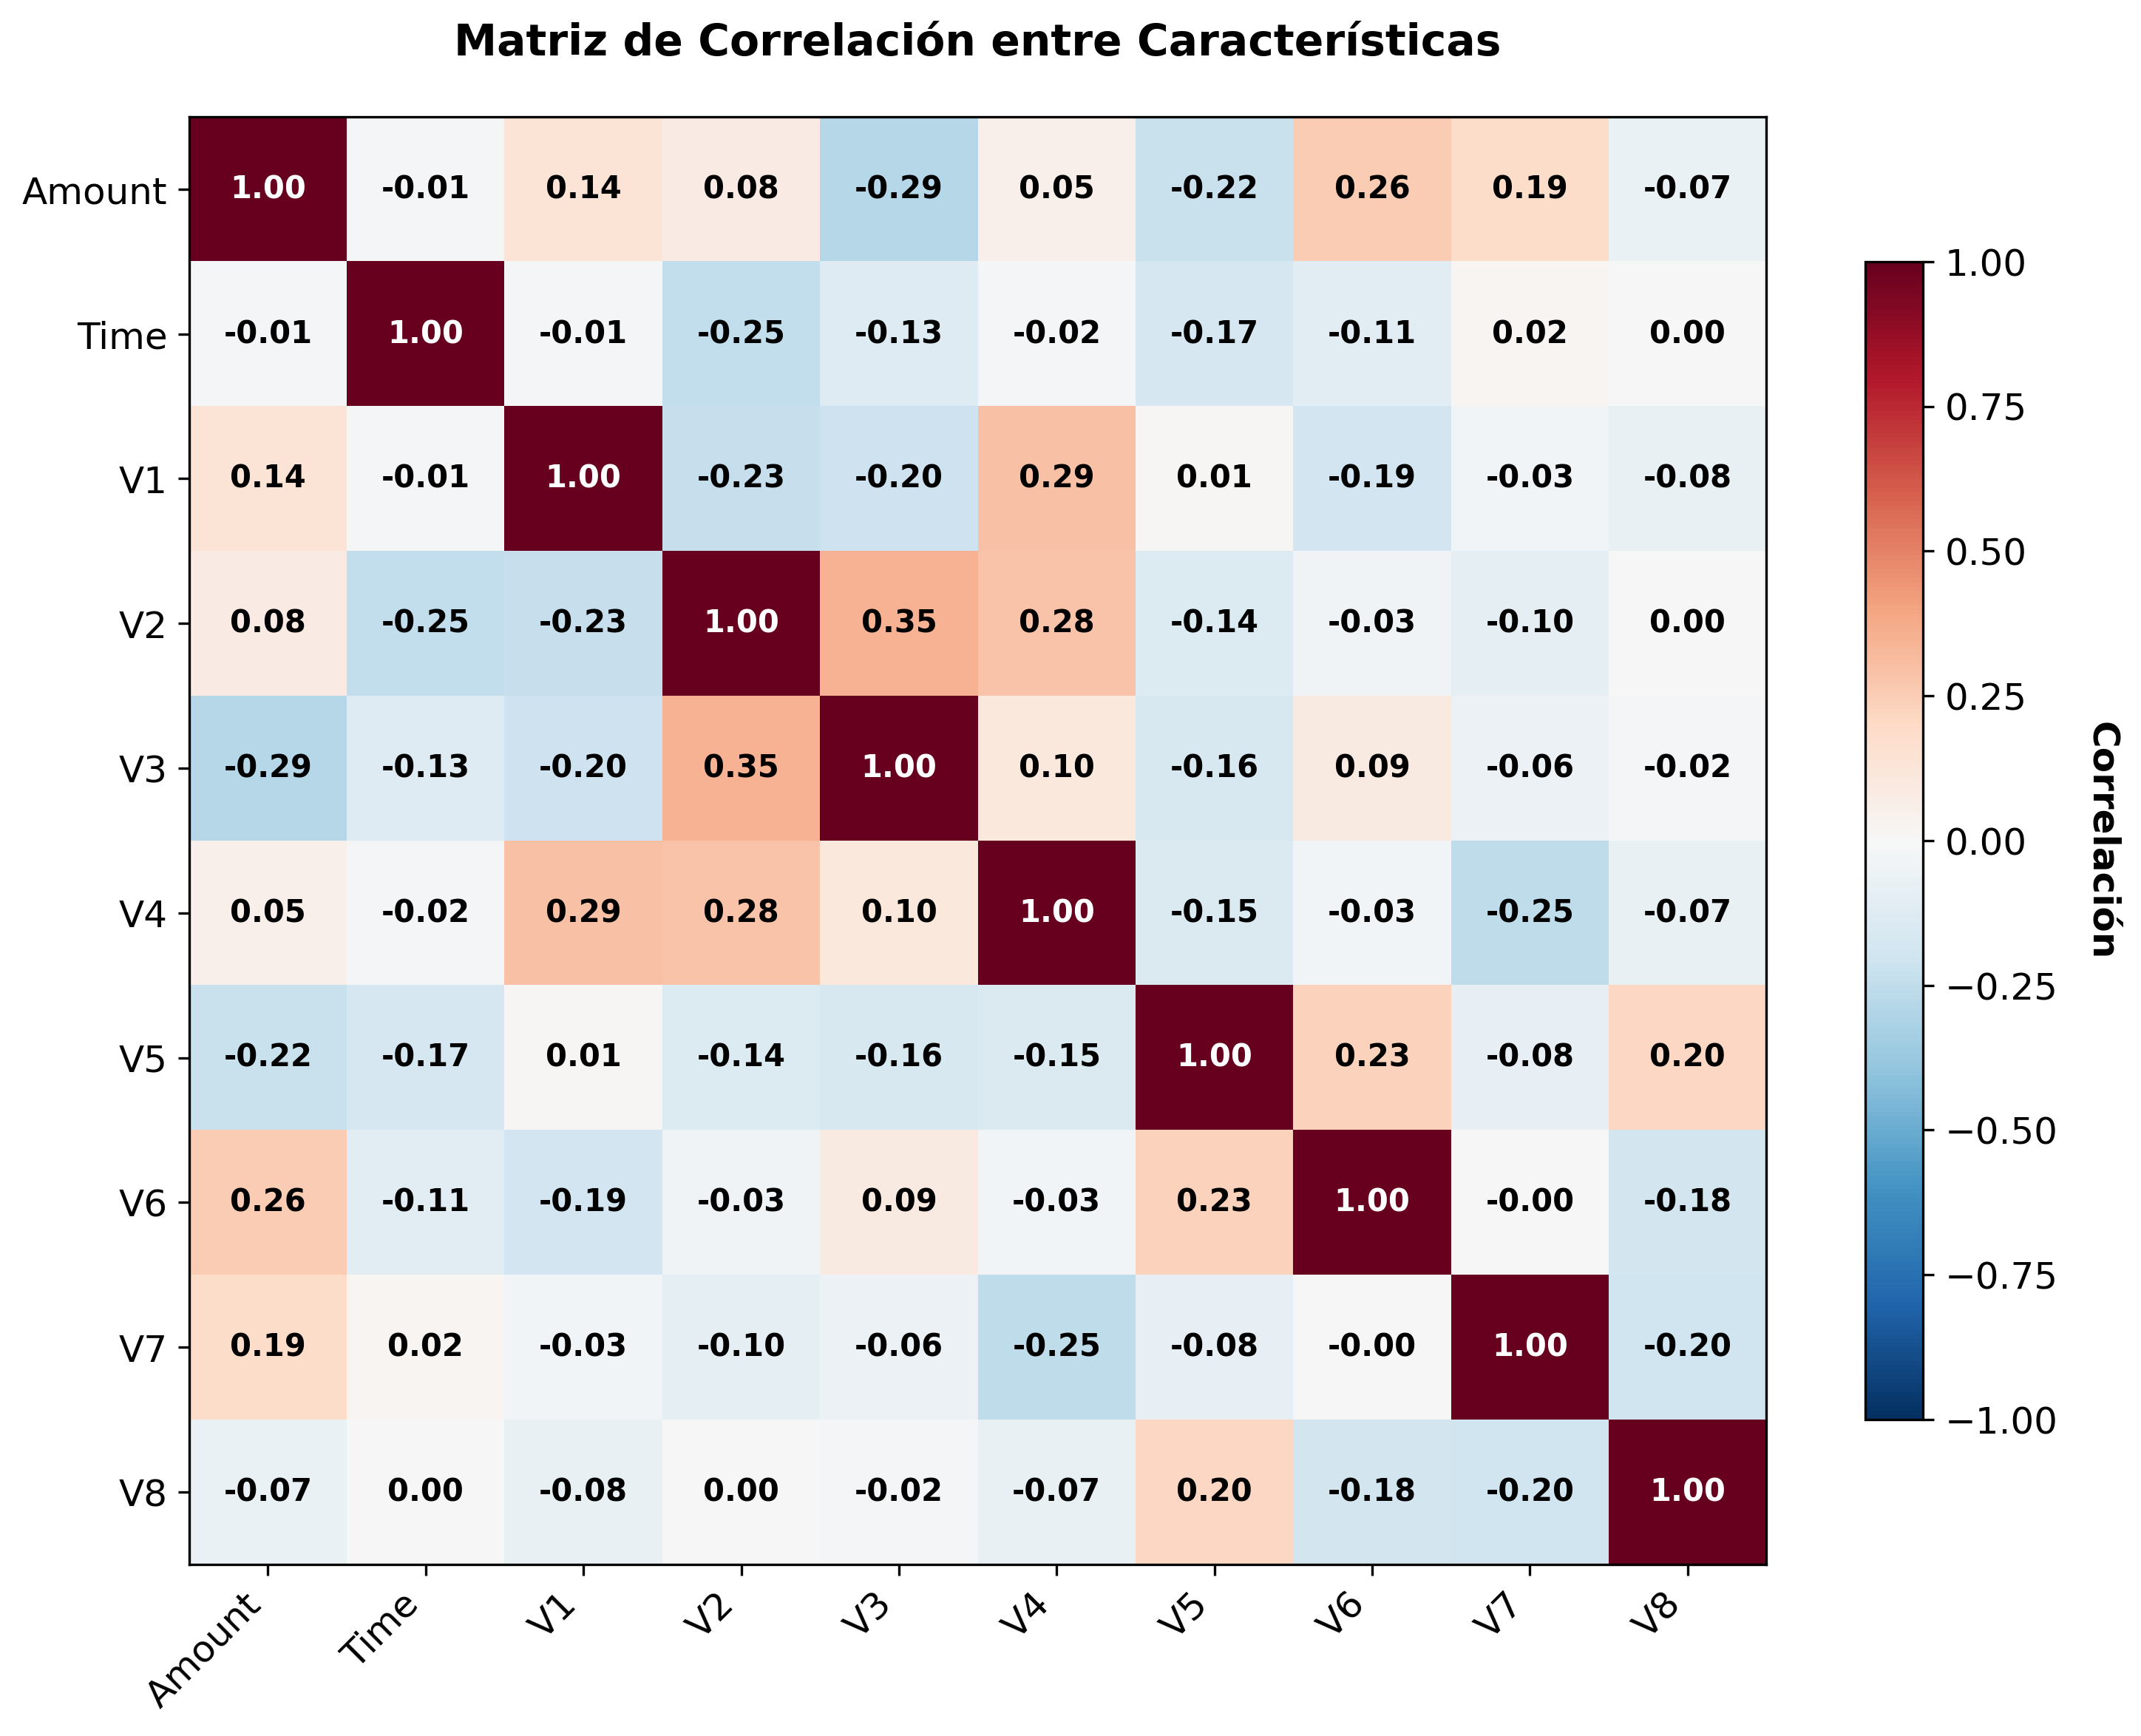 Matriz de Correlación entre Características
Amount 1.00 -0.01 0.14 0.08 -0.29 0.05 -0.22 0.26 0.19 -0.07
Time -0.01 1.00 -0.01 -0.25 -0.13 -0.02 -0.17 -0.11 0.02 0.00
V1 0.14 -0.01 1.00 -0.23 -0.20 0.29 0.01 -0.19 -0.03 -0.08
V2 0.08 -0.25 -0.23 1.00 0.35 0.28 -0.14 -0.03 -0.10 0.00
V3 -0.29 -0.13 -0.20 0.35 1.00 0.10 -0.16 0.09 -0.06 -0.02
V4 0.05 -0.02 0.29 0.28 0.10 1.00 -0.15 -0.03 -0.25 -0.07
V5 -0.22 -0.17 0.01 -0.14 -0.16 -0.15 1.00 0.23 -0.08 0.20
V6 0.26 -0.11 -0.19 -0.03 0.09 -0.03 0.23 1.00 -0.00 -0.18
V7 0.19 0.02 -0.03 -0.10 -0.06 -0.25 -0.08 -0.00 1.00 -0.20
V8 -0.07 0.00 -0.08 0.00 -0.02 -0.07 0.20 -0.18 -0.20 1.00
Amount Time V1 V2 V3 V4 V5 V6 V7 V8
1.00
0.75
0.50
0.25
0.00
−0.25
−0.50
−0.75
−1.00
Correlación